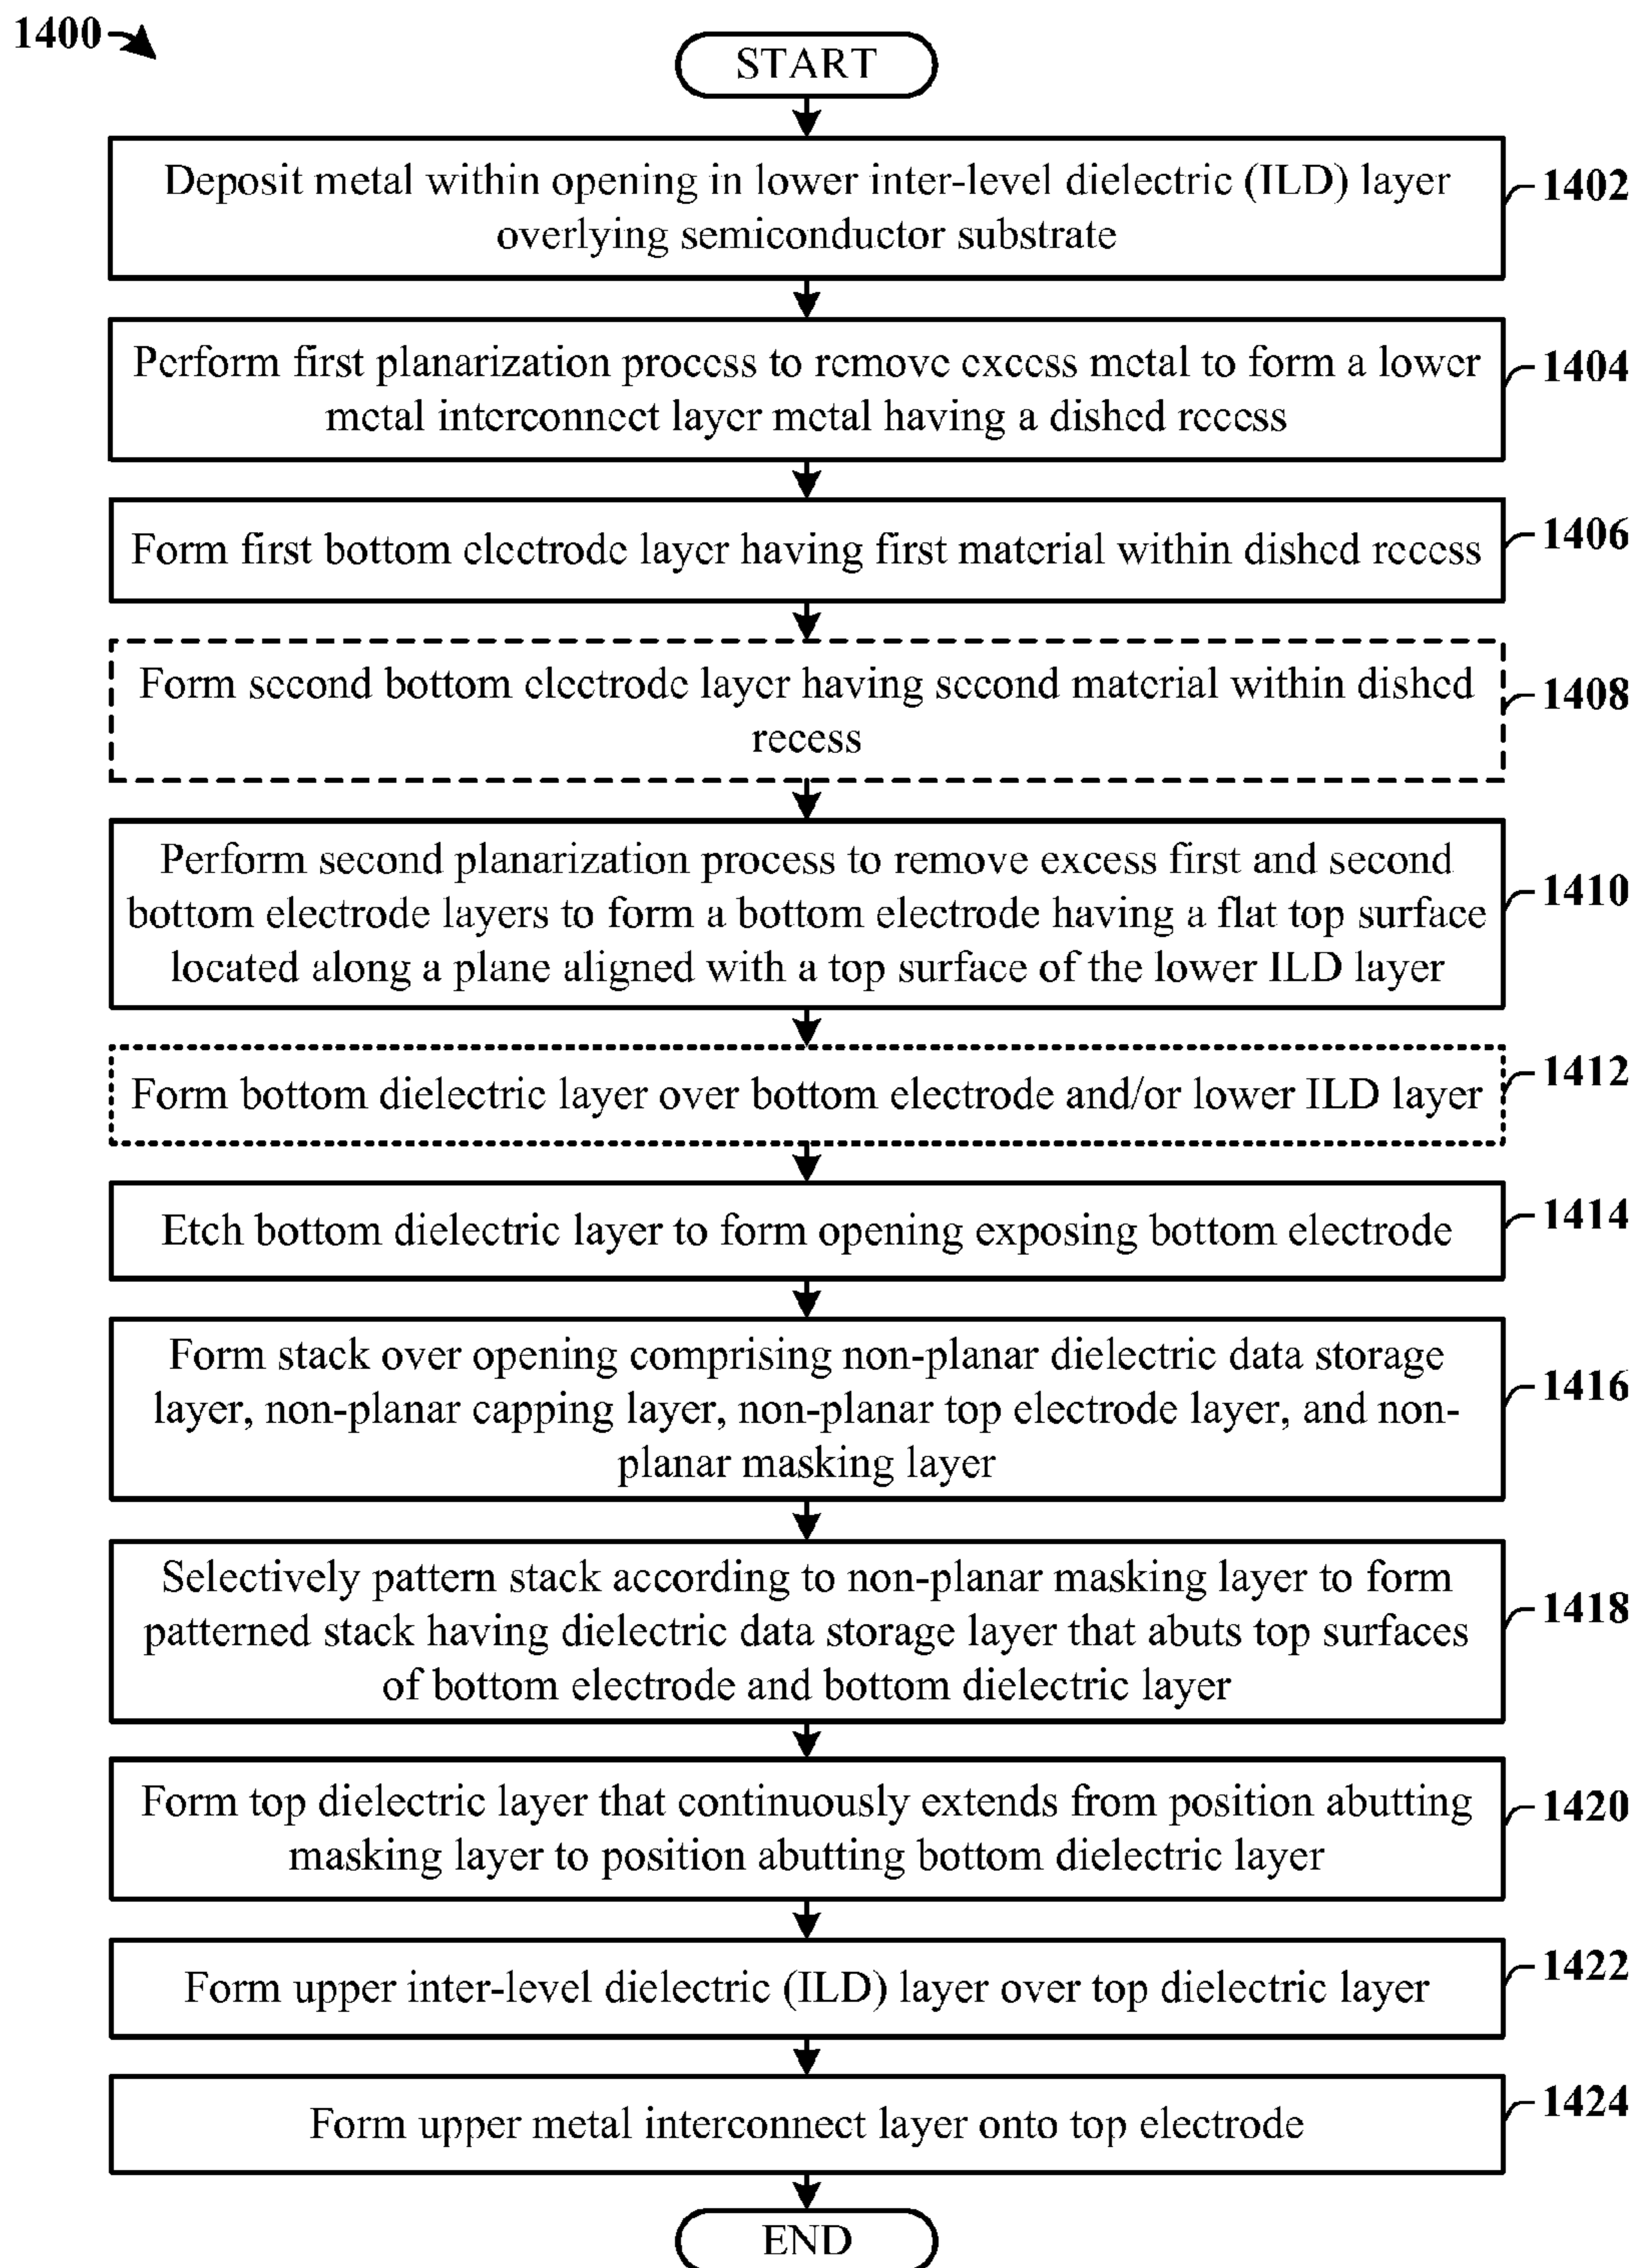 1400
START
Deposit metal within opening in lower inter-level dielectric (ILD) layer
overlying semiconductor substrate
1402
Perform first planarization process to remove excess metal to form a lower
metal interconnect layer metal having a dished recess
1404
Form first bottom electrode layer having first material within dished recess
1406
Form second bottom electrode layer having second material within dished
recess
1408
Perform second planarization process to remove excess first and second
bottom electrode layers to form a bottom electrode having a flat top surface
located along a plane aligned with a top surface of the lower ILD layer
1410
Form bottom dielectric layer over bottom electrode and/or lower ILD layer
1412
Etch bottom dielectric layer to form opening exposing bottom electrode
1414
Form stack over opening comprising non-planar dielectric data storage
layer, non-planar capping layer, non-planar top electrode layer, and non-
planar masking layer
1416
Selectively pattern stack according to non-planar masking layer to form
patterned stack having dielectric data storage layer that abuts top surfaces
of bottom electrode and bottom dielectric layer
1418
Form top dielectric layer that continuously extends from position abutting
masking layer to position abutting bottom dielectric layer
1420
Form upper inter-level dielectric (ILD) layer over top dielectric layer
1422
Form upper metal interconnect layer onto top electrode
1424
END